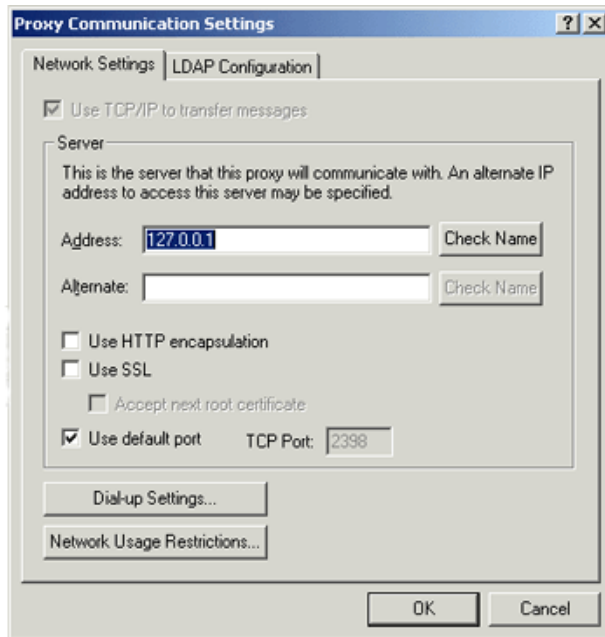 Proxy Communication Settings
Network Settings
LDAP Configuration
Use TCP/IP to transfer messages
Server
This is the server that this proxy will communicate with. An alternate IP
address to access this server may be specified.
Address: 127.0.0.1 Check Name
Alternate: Check Name
Use HTTP encapsulation
Use SSL
Accept next root certificate
Use default port TCP Port: 2398
Dial-up Settings...
Network Usage Restrictions...
OK Cancel